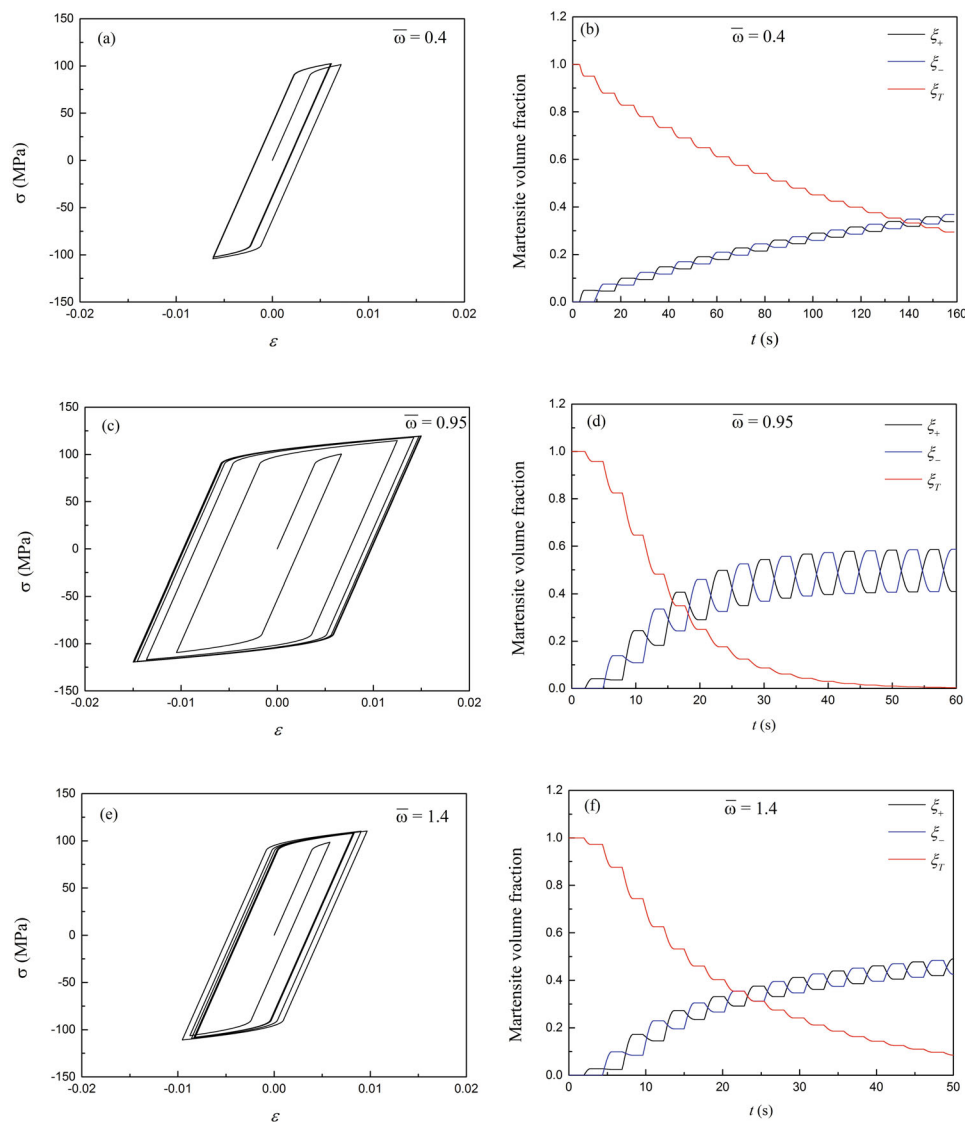 (a)
ω̅ = 0.4
150
100
50
0
-50
-100
-150
σ (MPa)
-0.02 -0.01 0.00 0.01 0.02
ε
(b)
ω̅ = 0.4
ξ+
ξ−
ξT
1.2
1.0
0.8
0.6
0.4
0.2
0.0
Martensite volume fraction
0 20 40 60 80 100 120 140 160
t (s)
(c)
ω̅ = 0.95
150
100
50
0
-50
-100
-150
σ (MPa)
-0.02 -0.01 0.00 0.01 0.02
ε
(d)
ω̅ = 0.95
ξ+
ξ−
ξT
1.2
1.0
0.8
0.6
0.4
0.2
0.0
Martensite volume fraction
0 10 20 30 40 50 60
t (s)
(e)
ω̅ = 1.4
150
100
50
0
-50
-100
-150
σ (MPa)
-0.02 -0.01 0.00 0.01 0.02
ε
(f)
ω̅ = 1.4
ξ+
ξ−
ξT
1.2
1.0
0.8
0.6
0.4
0.2
0.0
Martensite volume fraction
0 10 20 30 40 50
t (s)